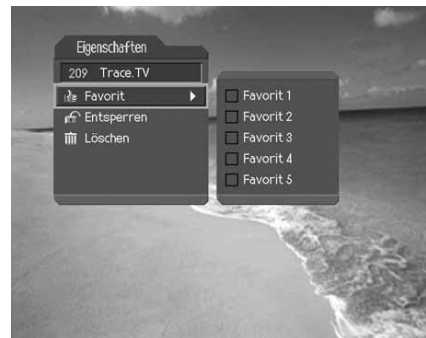 Eigenschaften
209 Trace.TV
Favorit
Entsperren
Löschen
Favorit 1
Favorit 2
Favorit 3
Favorit 4
Favorit 5